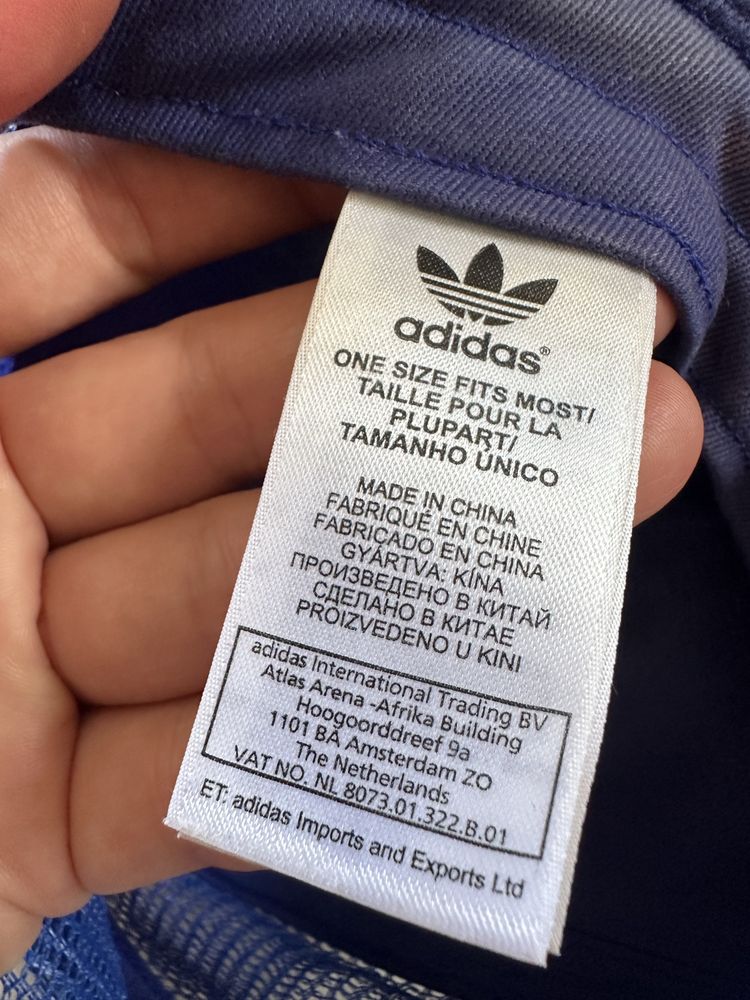 adidas®
ONE SIZE FITS MOST/
TAILLE POUR LA
PLUPART/
TAMANHO ÚNICO
MADE IN CHINA
FABRIQUÉ EN CHINE
FABRICADO EN CHINA
GYÁRTVA: KÍNA
ПРОИЗВЕДЕНО В КИТАЙ
СДЕЛАНО В КИТАЕ
PROIZVEDENO U KINI
adidas International Trading BV
Atlas Arena -Afrika Building
Hoogoorddreef 9a
1101 BA Amsterdam ZO
The Netherlands
VAT NO. NL 8073.01.322.B.01
ET: adidas Imports and Exports Ltd